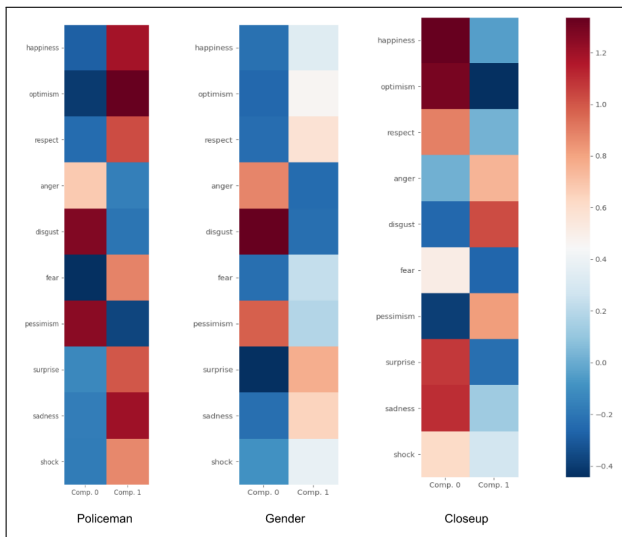 happiness
optimism
respect
anger
disgust
fear
pessimism
surprise
sadness
shock
Comp. 0 Comp. 1
Policeman
happiness
optimism
respect
anger
disgust
fear
pessimism
surprise
sadness
shock
Comp. 0 Comp. 1
Gender
happiness
optimism
respect
anger
disgust
fear
pessimism
surprise
sadness
shock
Comp. 0 Comp. 1
Closeup
1.2
1.0
0.8
0.6
0.4
0.2
0.0
−0.2
−0.4